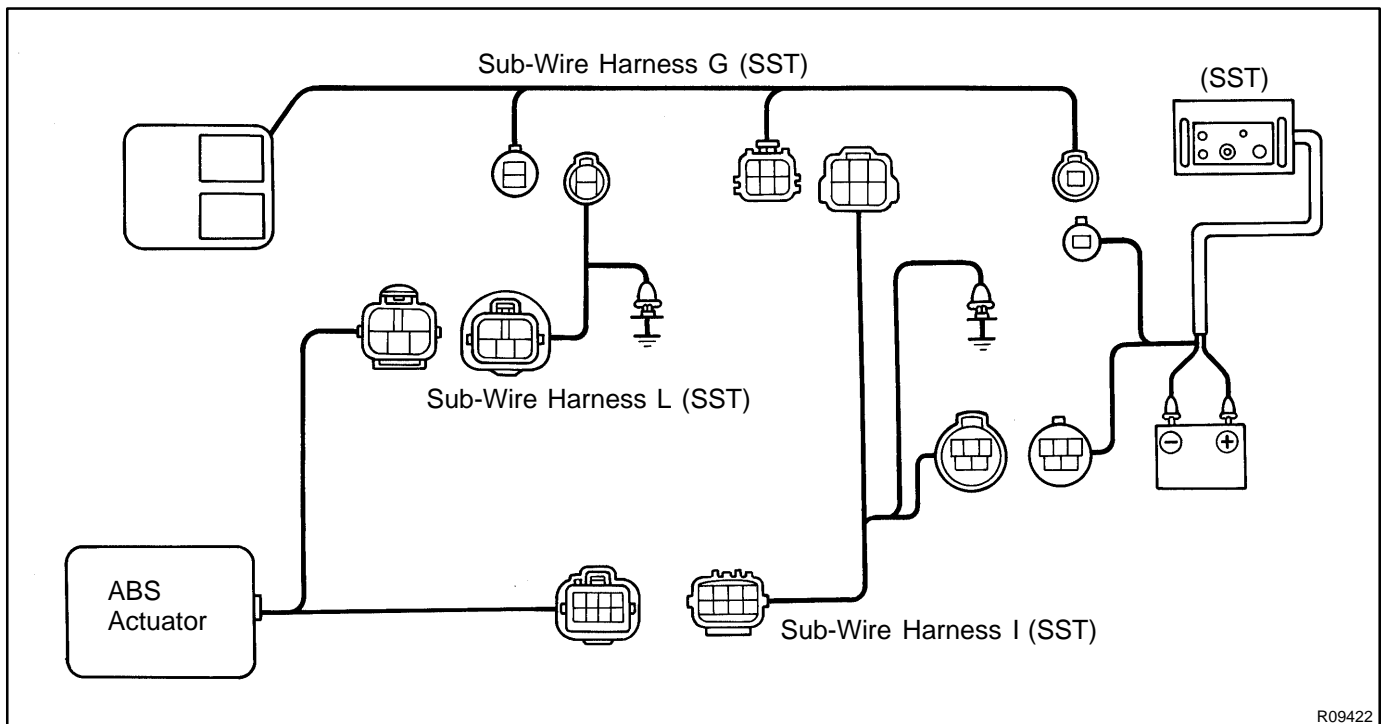 Sub-Wire Harness G (SST)
(SST)
Sub-Wire Harness L (SST)
− +
ABS
Actuator
Sub-Wire Harness I (SST)
R09422